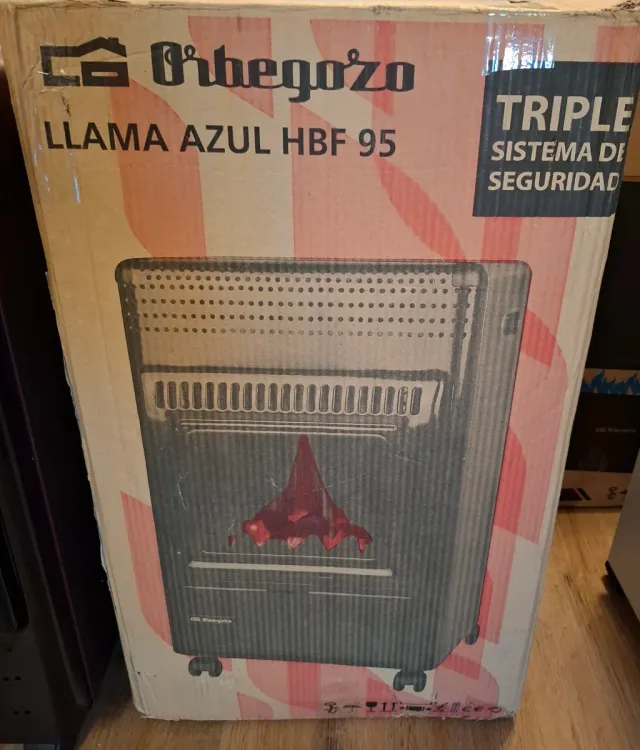 Orbegozo
LLAMA AZUL HBF 95
TRIPLE
SISTEMA DE
SEGURIDAD
Orbegozo